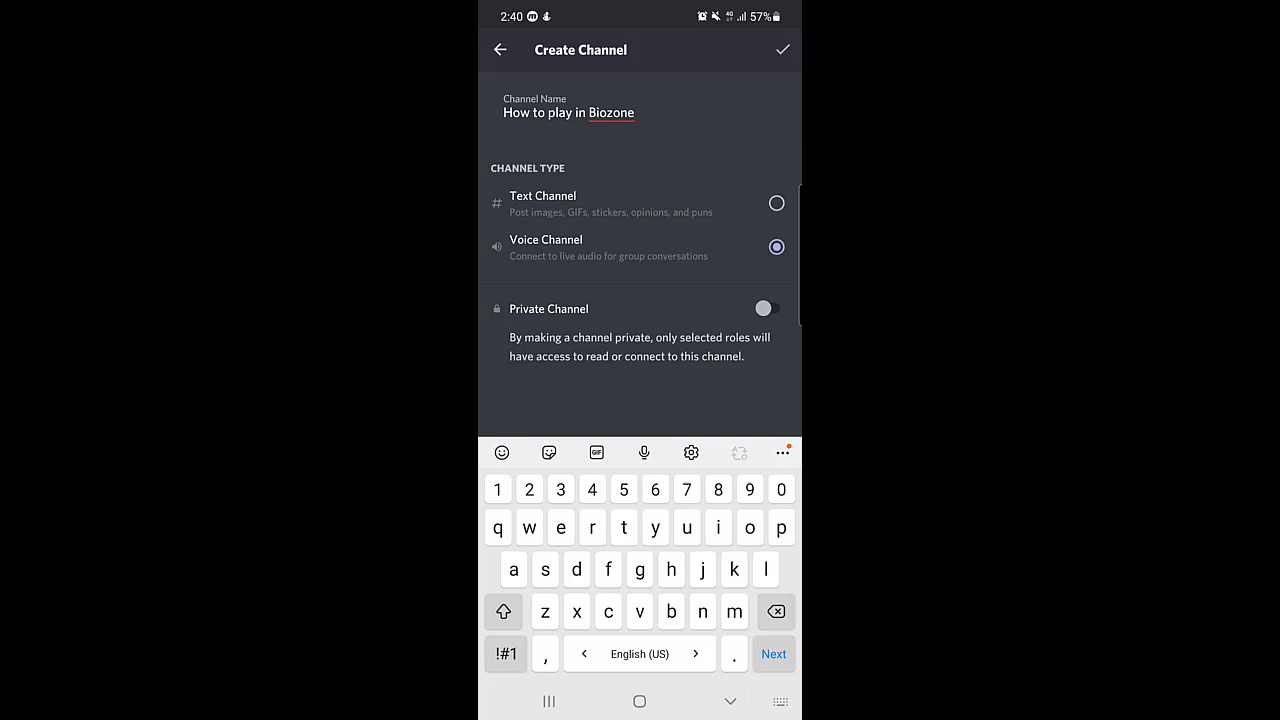 2:40 4G 57%
Create Channel
Channel Name
How to play in Biozone
CHANNEL TYPE
Text Channel
Post images, GIFs, stickers, opinions, and puns
Voice Channel
Connect to live audio for group conversations
Private Channel
By making a channel private, only selected roles will
have access to read or connect to this channel.
GIF
1 2 3 4 5 6 7 8 9 0
q w e r t y u i o p
a s d f g h j k l
z x c v b n m
!#1 , < English (US) > . Next